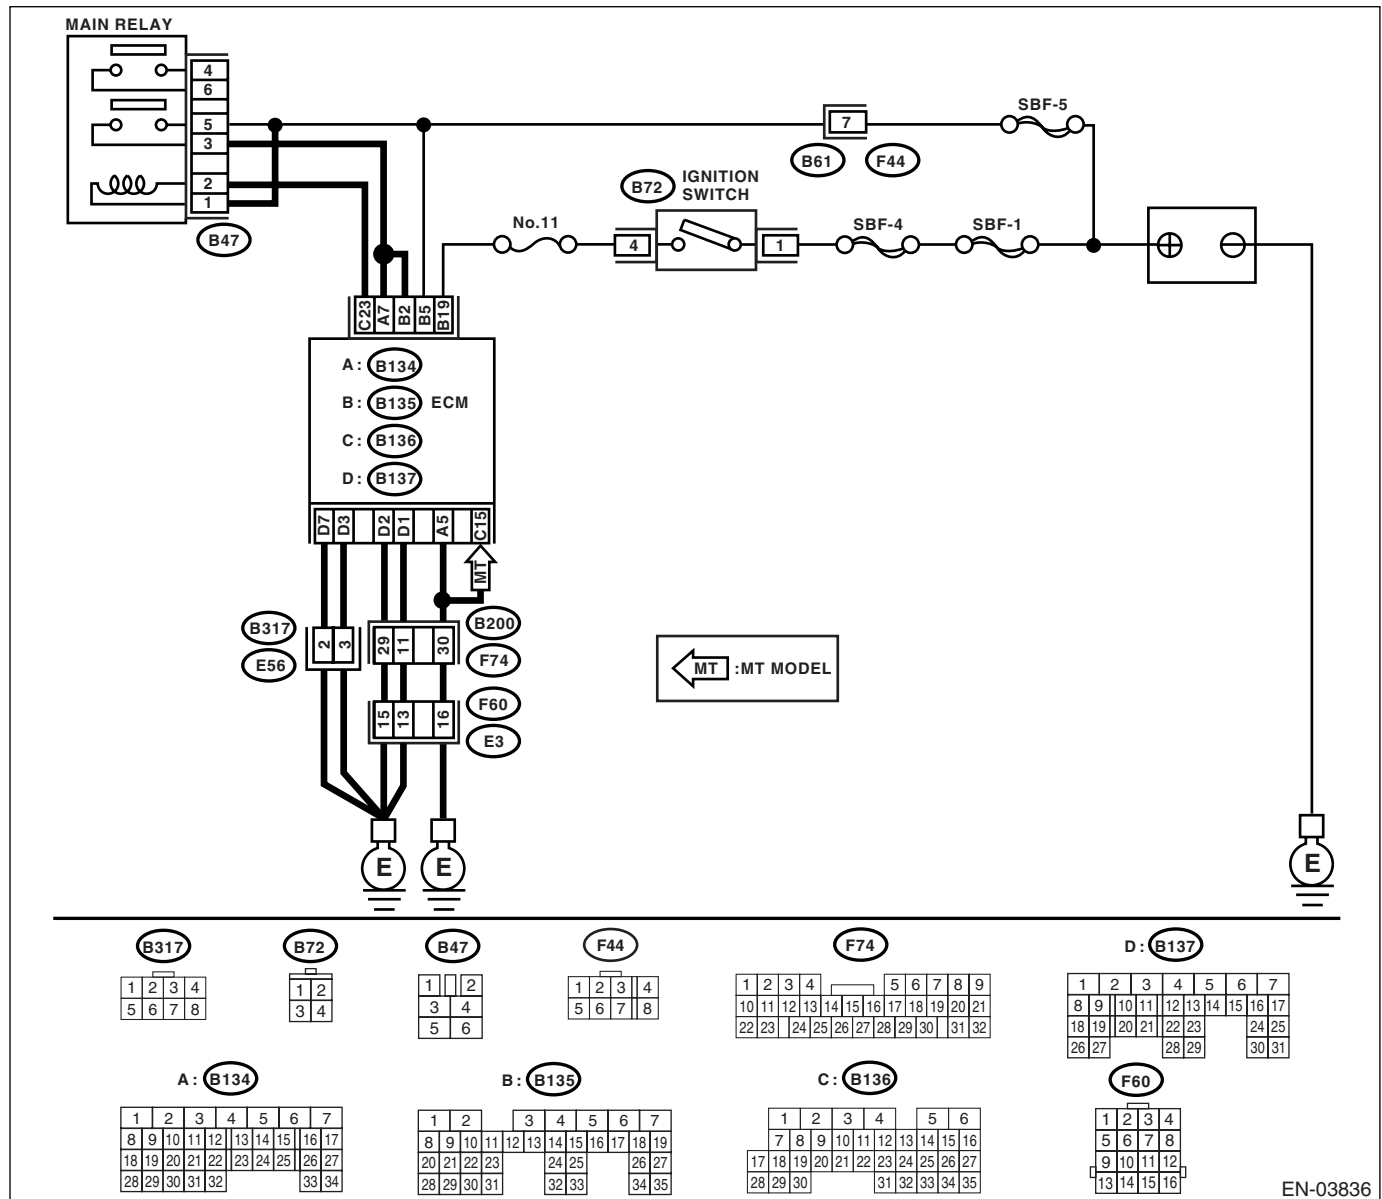 MAIN RELAY
4
6
5
3
2
1
B47
SBF-5
7
B61 F44
B72 IGNITION
SWITCH
No.11
4
1
SBF-4
SBF-1
C23 A7 B2 B5 B19
A: B134
B: B135 ECM
C: B136
D: B137
D7 D3 D2 D1 A5 C15
MT
B317
E56
2 3
29 11 30
B200
F74
15 13 16
F60
E3
MT :MT MODEL
E
E
E
B317
1 2 3 4
5 6 7 8
B72
1 2
3 4
B47
1 2
3 4
5 6
F44
1 2 3 4
5 6 7 8
F74
1 2 3 4 5 6 7 8 9
10 11 12 13 14 15 16 17 18 19 20 21
22 23 24 25 26 27 28 29 30 31 32
D: B137
1 2 3 4 5 6 7
8 9 10 11 12 13 14 15 16 17
18 19 20 21 22 23 24 25
26 27 28 29 30 31
A: B134
1 2 3 4 5 6 7
8 9 10 11 12 13 14 15 16 17
18 19 20 21 22 23 24 25 26 27
28 29 30 31 32 33 34
B: B135
1 2 3 4 5 6 7
8 9 10 11 12 13 14 15 16 17 18 19
20 21 22 23 24 25 26 27
28 29 30 31 32 33 34 35
C: B136
1 2 3 4 5 6
7 8 9 10 11 12 13 14 15 16
17 18 19 20 21 22 23 24 25 26 27
28 29 30 31 32 33 34 35
F60
1 2 3 4
5 6 7 8
9 10 11 12
13 14 15 16
EN-03836